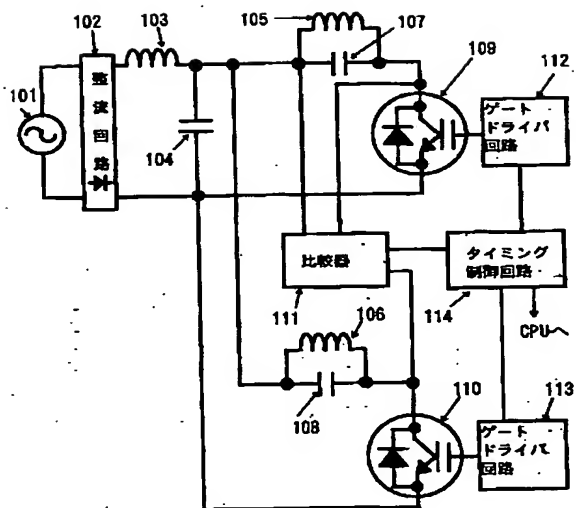 105
102
103
107
109
112
101
整
流
回
路
104
ゲート
ドライバ
回路
比較器
タイミング
制御回路
111
114
CPUへ
106
108
110
113
ゲート
ドライバ
回路